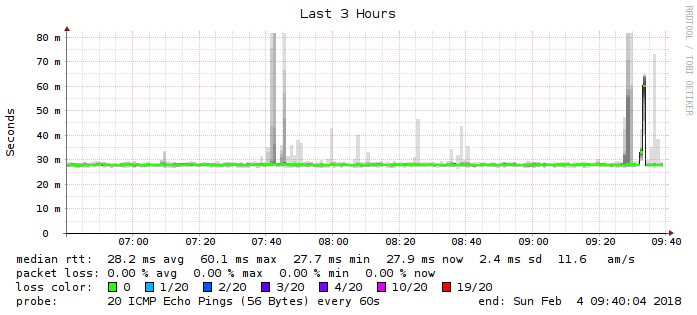 Last 3 Hours
RRDTOOL / TOBI OETIKER
Seconds
80 m
70 m
60 m
50 m
40 m
30 m
20 m
10 m
0
07:00 07:20 07:40 08:00 08:20 08:40 09:00 09:20 09:40
median rtt: 28.2 ms avg 60.1 ms max 27.7 ms min 27.9 ms now 2.4 ms sd 11.6 am/s
packet loss: 0.00 % avg 0.00 % max 0.00 % min 0.00 % now
loss color: 0 1/20 2/20 3/20 4/20 10/20 19/20
probe: 20 ICMP Echo Pings (56 Bytes) every 60s end: Sun Feb 4 09:40:04 2018